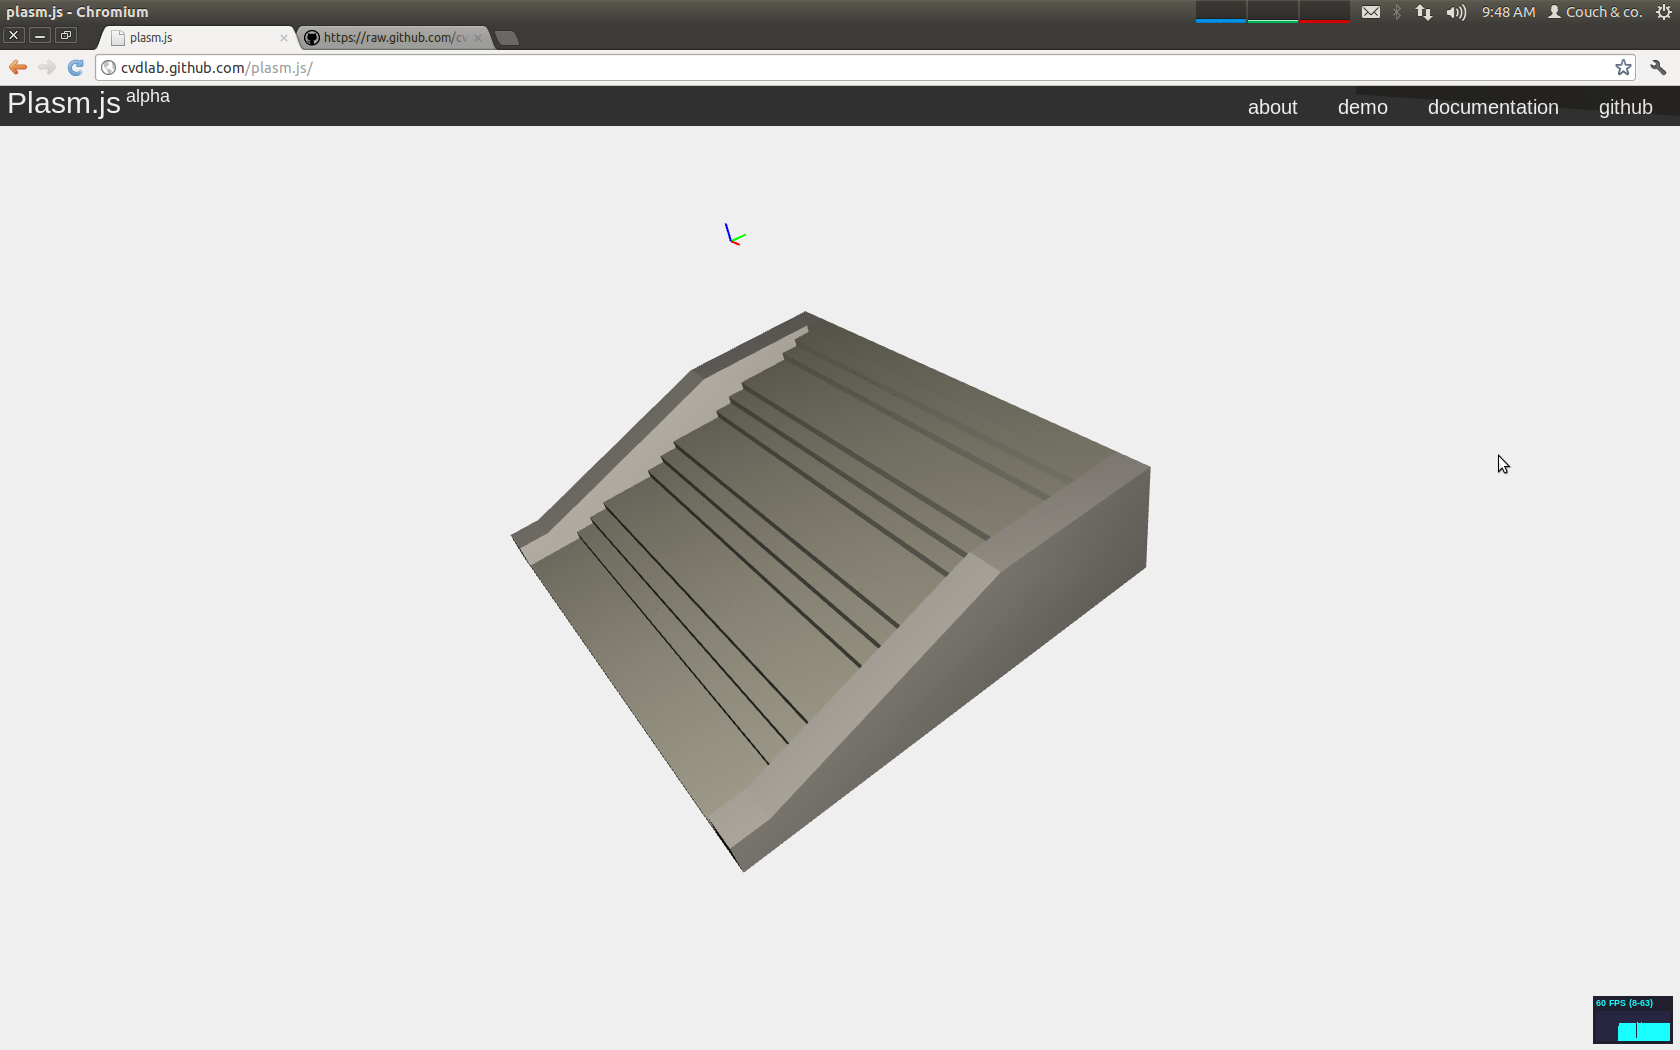 plasm.js - Chromium
9:48 AM Couch & co.
plasm.js
https://raw.github.com/cv
cvdlab.github.com/plasm.js/
Plasm.js alpha
about demo documentation github
60 FPS (8-63)